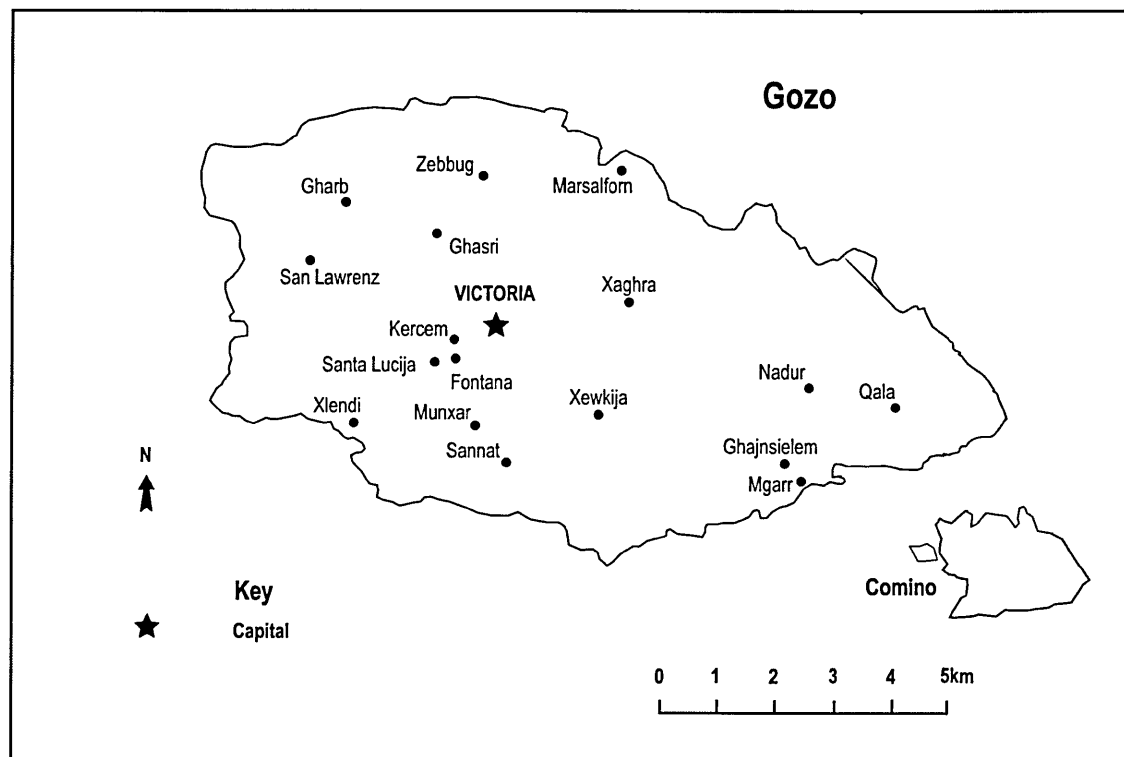 Gozo
Zebbug
Marsalforn
Gharb
Ghasri
San Lawrenz
Xaghra
VICTORIA
Kercem
Santa Lucija
Fontana
Nadur
Qala
Xlendi
Munxar
Xewkija
Sannat
Ghajnsielem
Mgarr
N
Comino
Key
Capital
0 1 2 3 4 5km